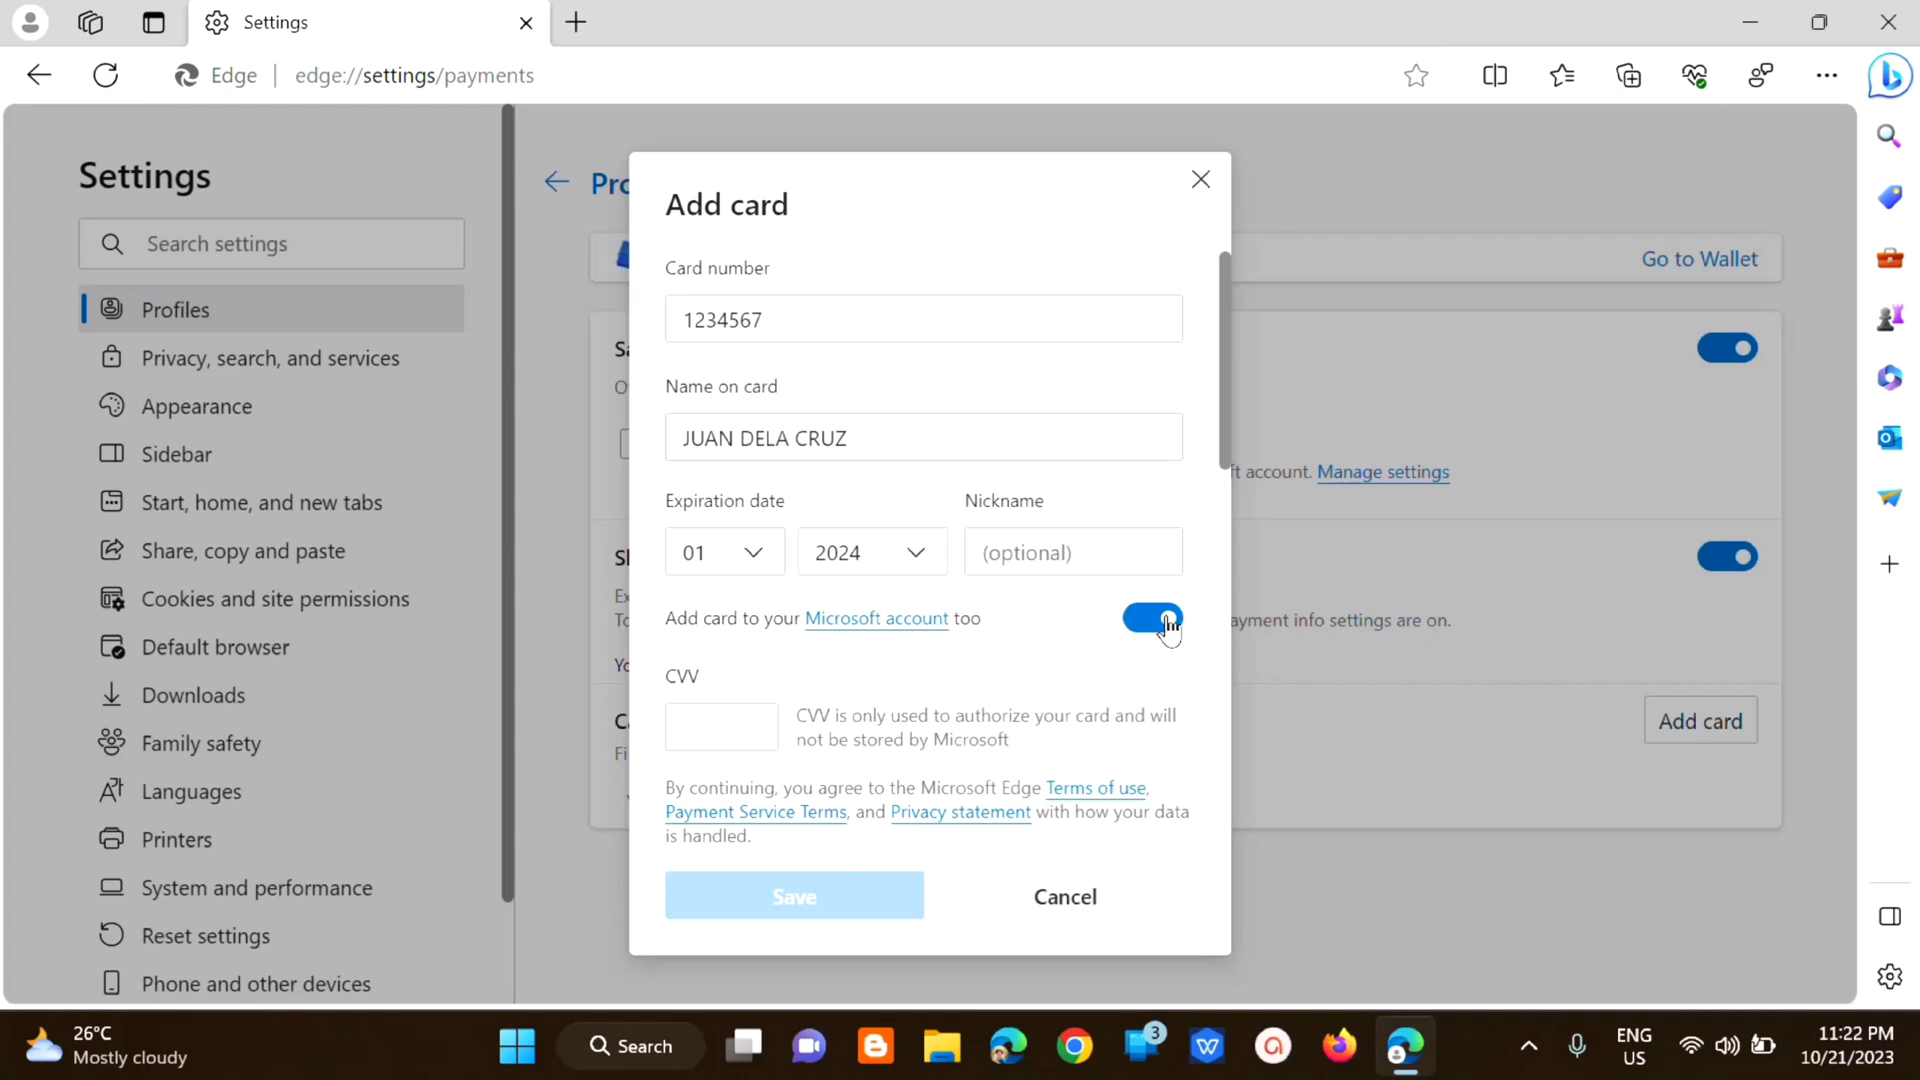 Settings
Edge
edge://settings/payments
Settings
Search settings
Profiles
Privacy, search, and services
Appearance
Sidebar
Start, home, and new tabs
Share, copy and paste
Cookies and site permissions
Default browser
Downloads
Family safety
Languages
Printers
System and performance
Reset settings
Phone and other devices
Go to Wallet
ft account. Manage settings
ayment info settings are on.
Add card
Add card
Card number
1234567
Name on card
JUAN DELA CRUZ
Expiration date
Nickname
01
2024
(optional)
Add card to your Microsoft account too
CVV
CVV is only used to authorize your card and will
not be stored by Microsoft
By continuing, you agree to the Microsoft Edge Terms of use,
Payment Service Terms, and Privacy statement with how your data
is handled.
Save
Cancel
26°C
Mostly cloudy
Search
3
ENG
US
11:22 PM
10/21/2023